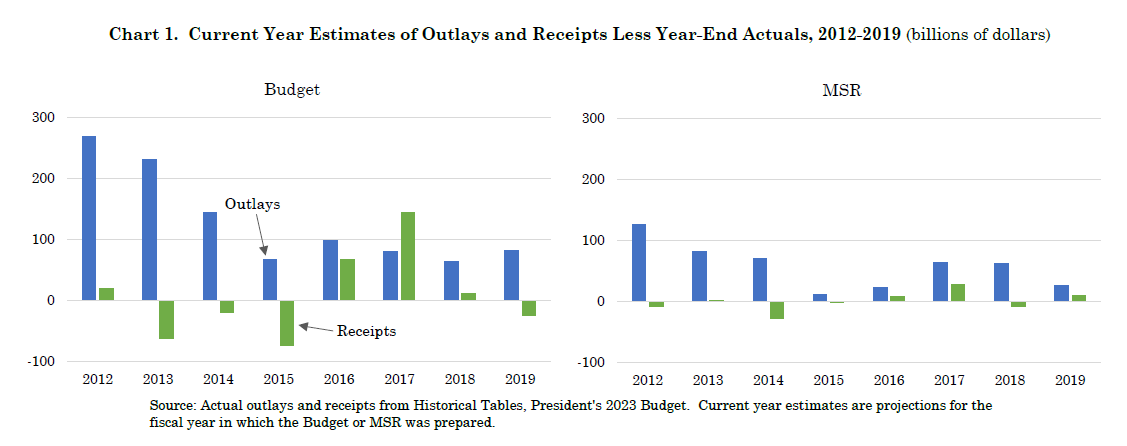 Chart 1.  Current Year Estimates of Outlays and Receipts Less Year-End Actuals, 2012-2019 (billions of dollars)
Budget
300
200
100
0
-100
Outlays
Receipts
2012 2013 2014 2015 2016 2017 2018 2019
MSR
300
200
100
0
-100
2012 2013 2014 2015 2016 2017 2018 2019
Source: Actual outlays and receipts from Historical Tables, President's 2023 Budget.  Current year estimates are projections for the
fiscal year in which the Budget or MSR was prepared.